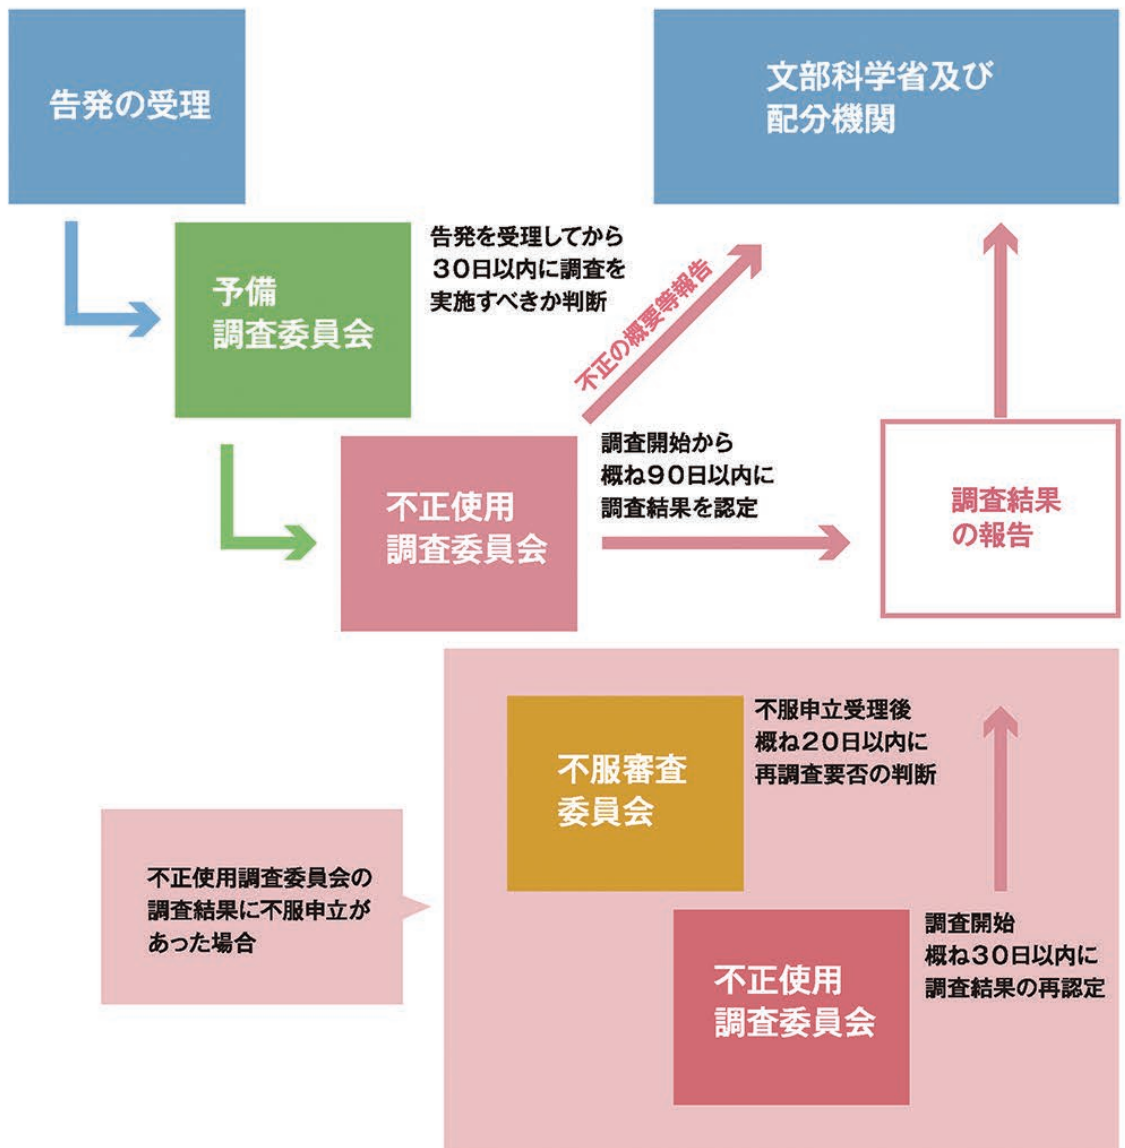 告発の受理
文部科学省及び
配分機関
予備
調査委員会
告発を受理してから
30日以内に調査を
実施すべきか判断
不正の概要等報告
不正使用
調査委員会
調査開始から
概ね90日以内に
調査結果を認定
調査結果
の報告
不服審査
委員会
不服申立受理後
概ね20日以内に
再調査要否の判断
不正使用調査委員会の
調査結果に不服申立が
あった場合
不正使用
調査委員会
調査開始
概ね30日以内に
調査結果の再認定